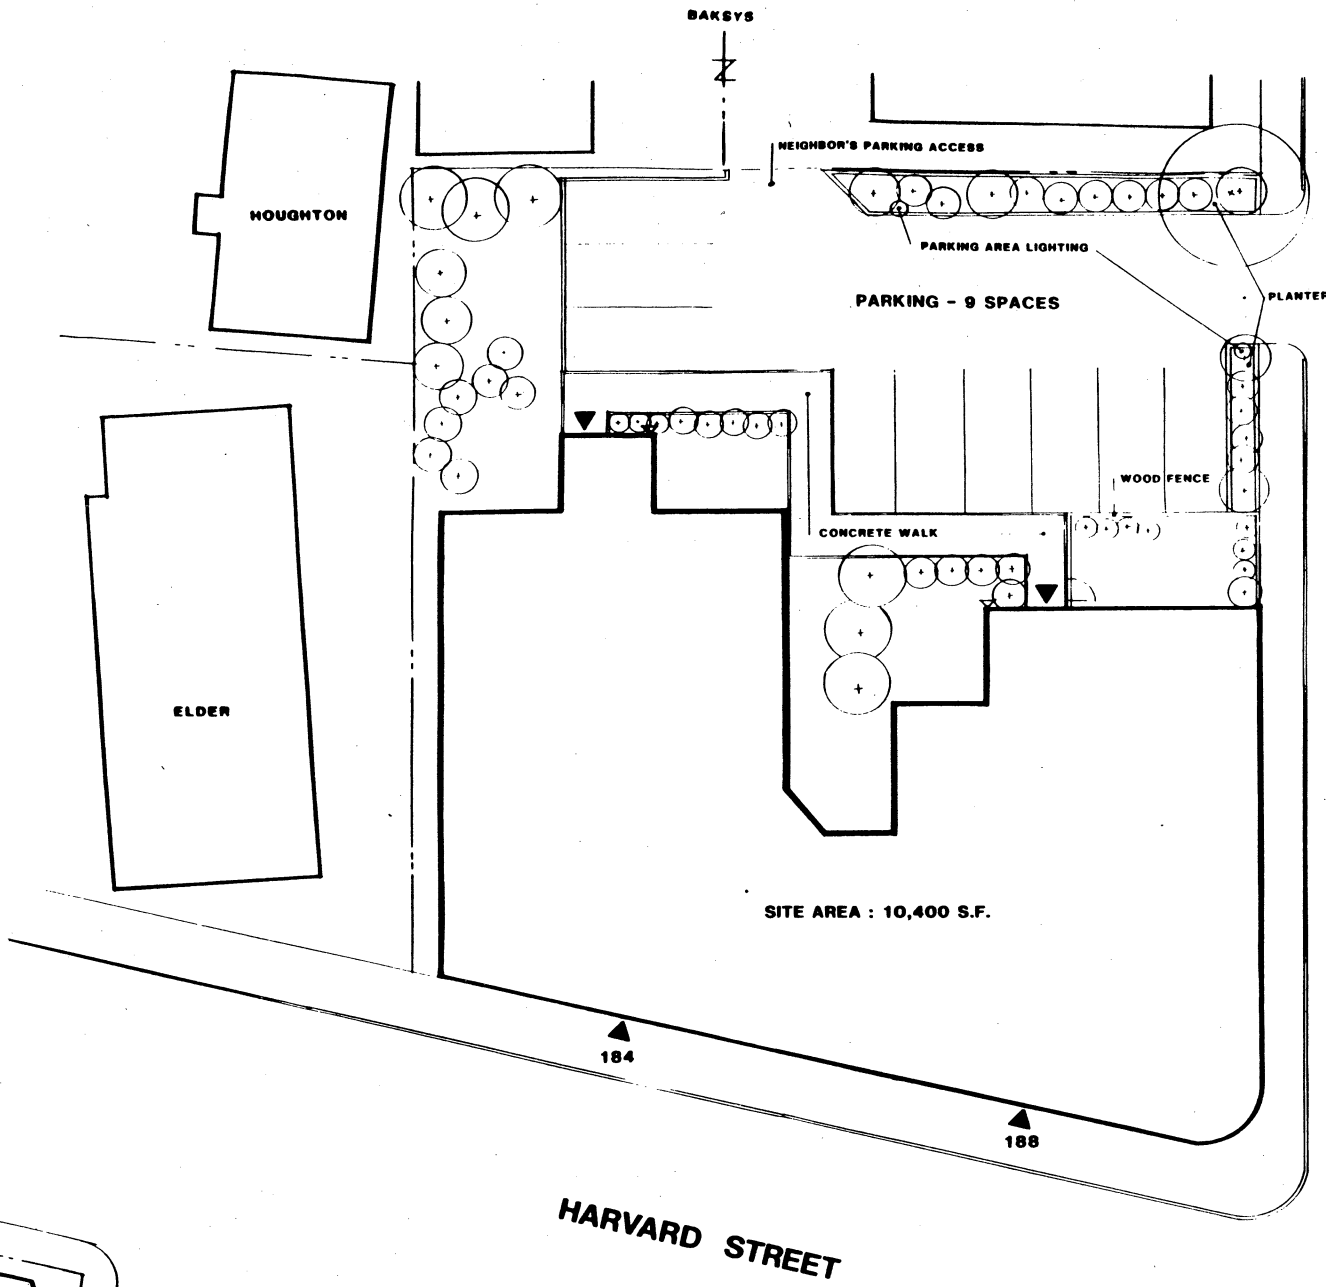 BAKSYS
NEIGHBOR'S PARKING ACCESS
HOUGHTON
PARKING AREA LIGHTING
PARKING - 9 SPACES
PLANTER
WOOD FENCE
CONCRETE WALK
ELDER
SITE AREA : 10,400 S.F.
184
188
HARVARD STREET